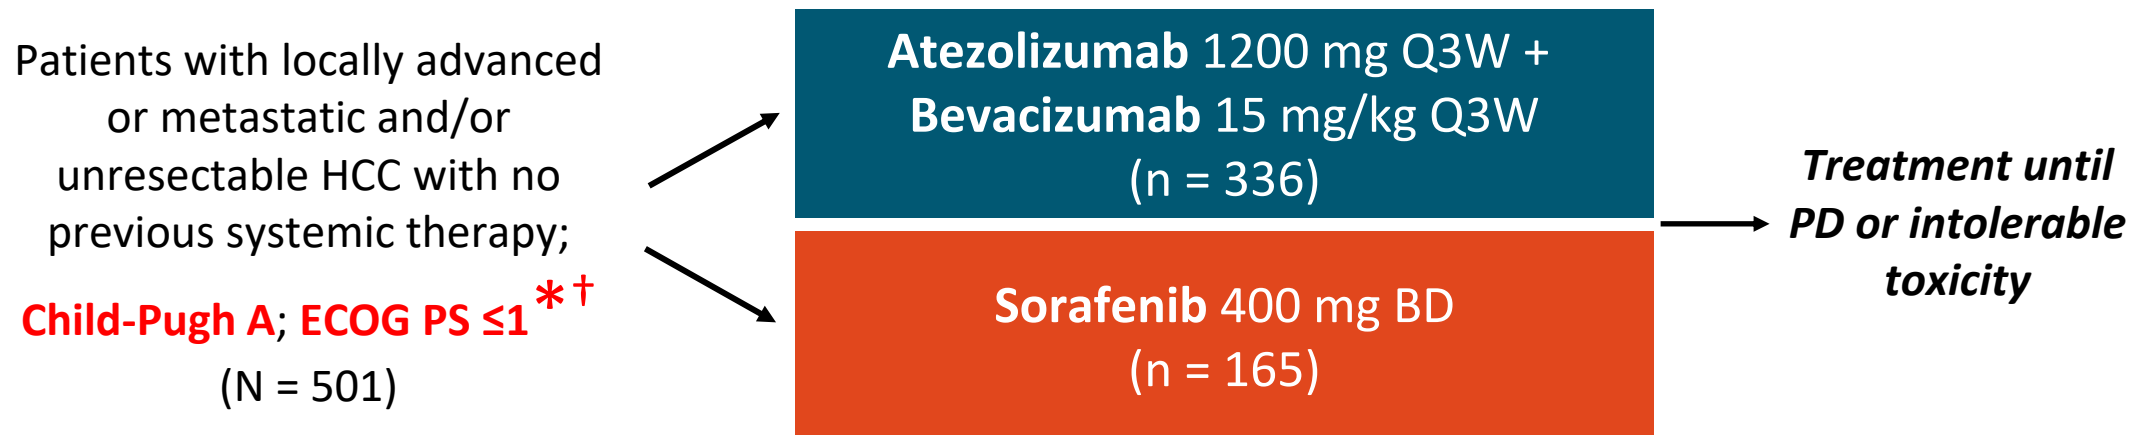 Patients with locally advanced
or metastatic and/or
unresectable HCC with no
previous systemic therapy;
Child-Pugh A; ECOG PS ≤1*†
(N = 501)
Atezolizumab 1200 mg Q3W +
Bevacizumab 15 mg/kg Q3W
(n = 336)
Sorafenib 400 mg BD
(n = 165)
Treatment until
PD or intolerable
toxicity